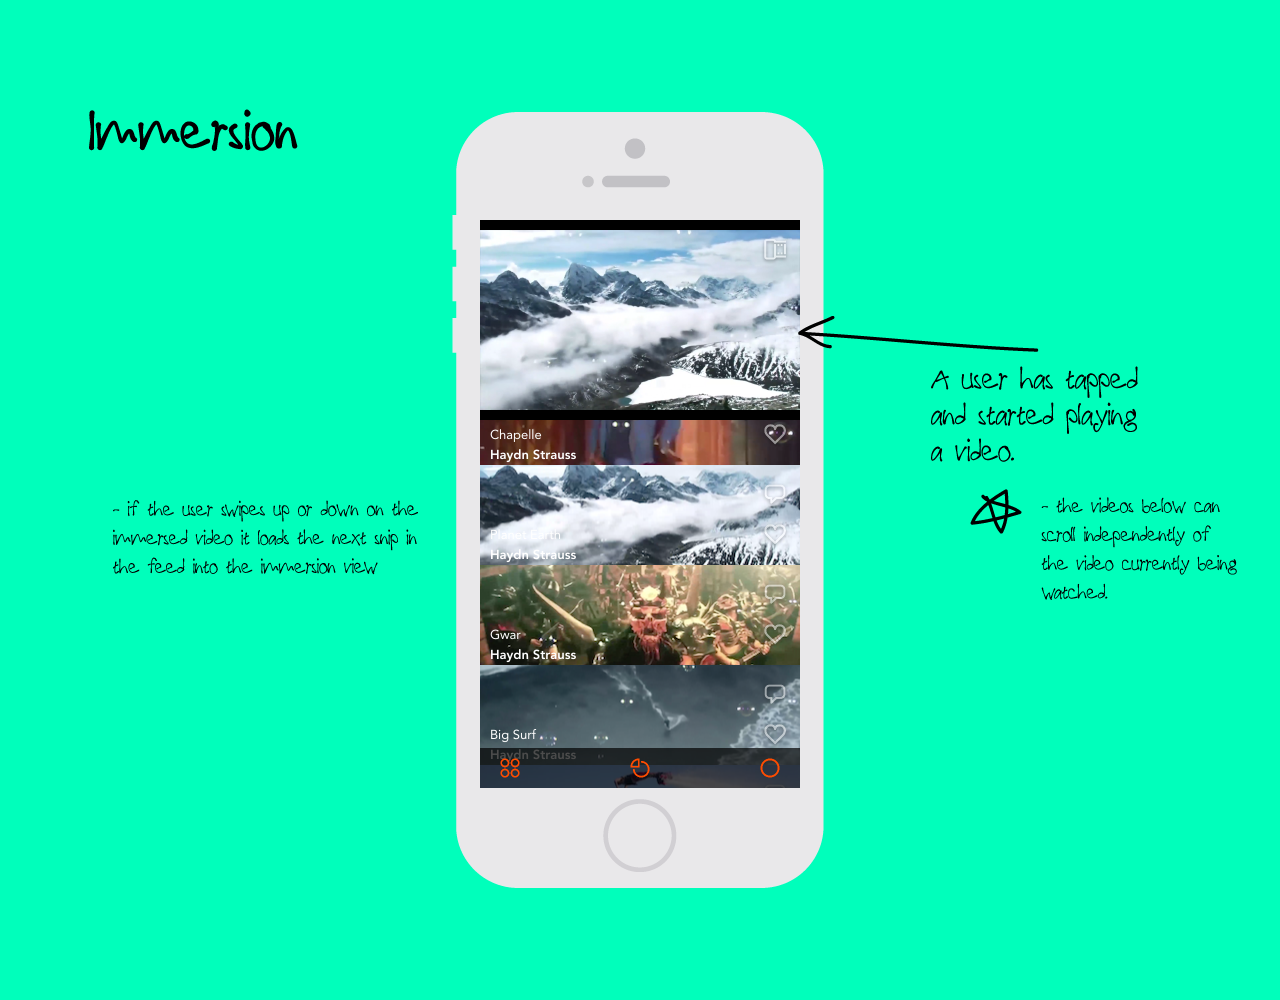 Immersion
Chapelle
Haydn Strauss
Planet Earth
Haydn Strauss
Gwar
Haydn Strauss
Big Surf
Haydn Strauss
A user has tapped
and started playing
a video.
- the videos below can
scroll independently of
the video currently being
watched.
- if the user swipes up or down on the
immersed video it loads the next snip in
the feed into the immersion view